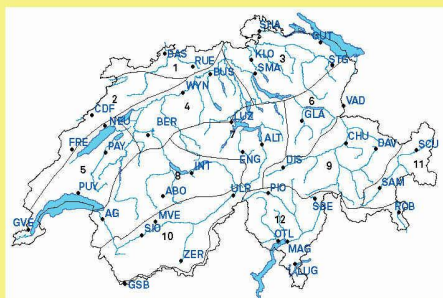 SHA
GUT
BAS
RUE
KLO
3
1
STG
BUS
SMA
WYN
2
4
6
CDF
VAD
NEU
LUZ
GLA
BER
7
FRE
PAY
ALT
CHU
DAV
SCU
ENG
5
DIS
9
11
8
INT
PUY
ABO
ULR
PIO
SAM
SBE
ROB
AG
MVE
12
GVE
SIO
10
OTL
MAG
ZER
LUG
GSB